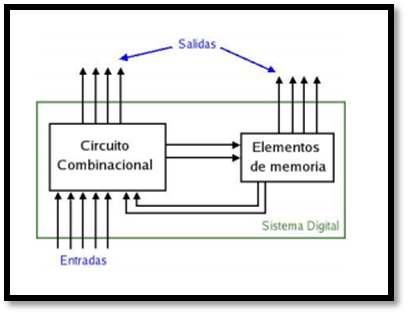 Salidas
Circuito
Combinacional
Elementos
de memoria
Sistema Digital
Entradas